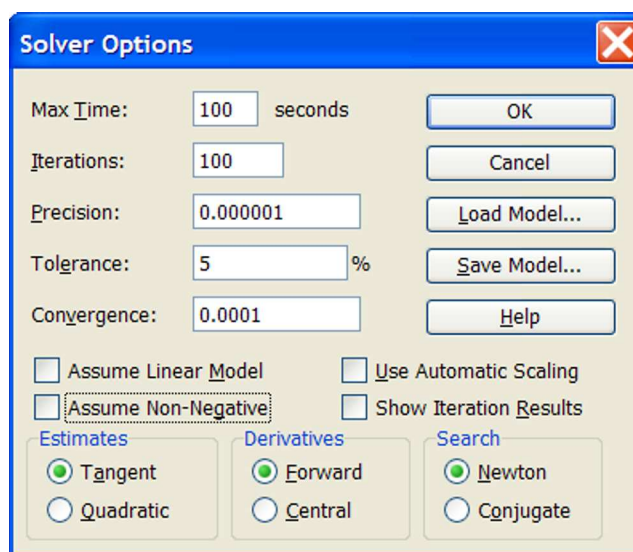 Solver Options
Max Time: 100 seconds OK
Iterations: 100 Cancel
Precision: 0.000001 Load Model...
Tolerance: 5 % Save Model...
Convergence: 0.0001 Help
Assume Linear Model Use Automatic Scaling
Assume Non-Negative Show Iteration Results
Estimates Derivatives Search
Tangent Forward Newton
Quadratic Central Conjugate